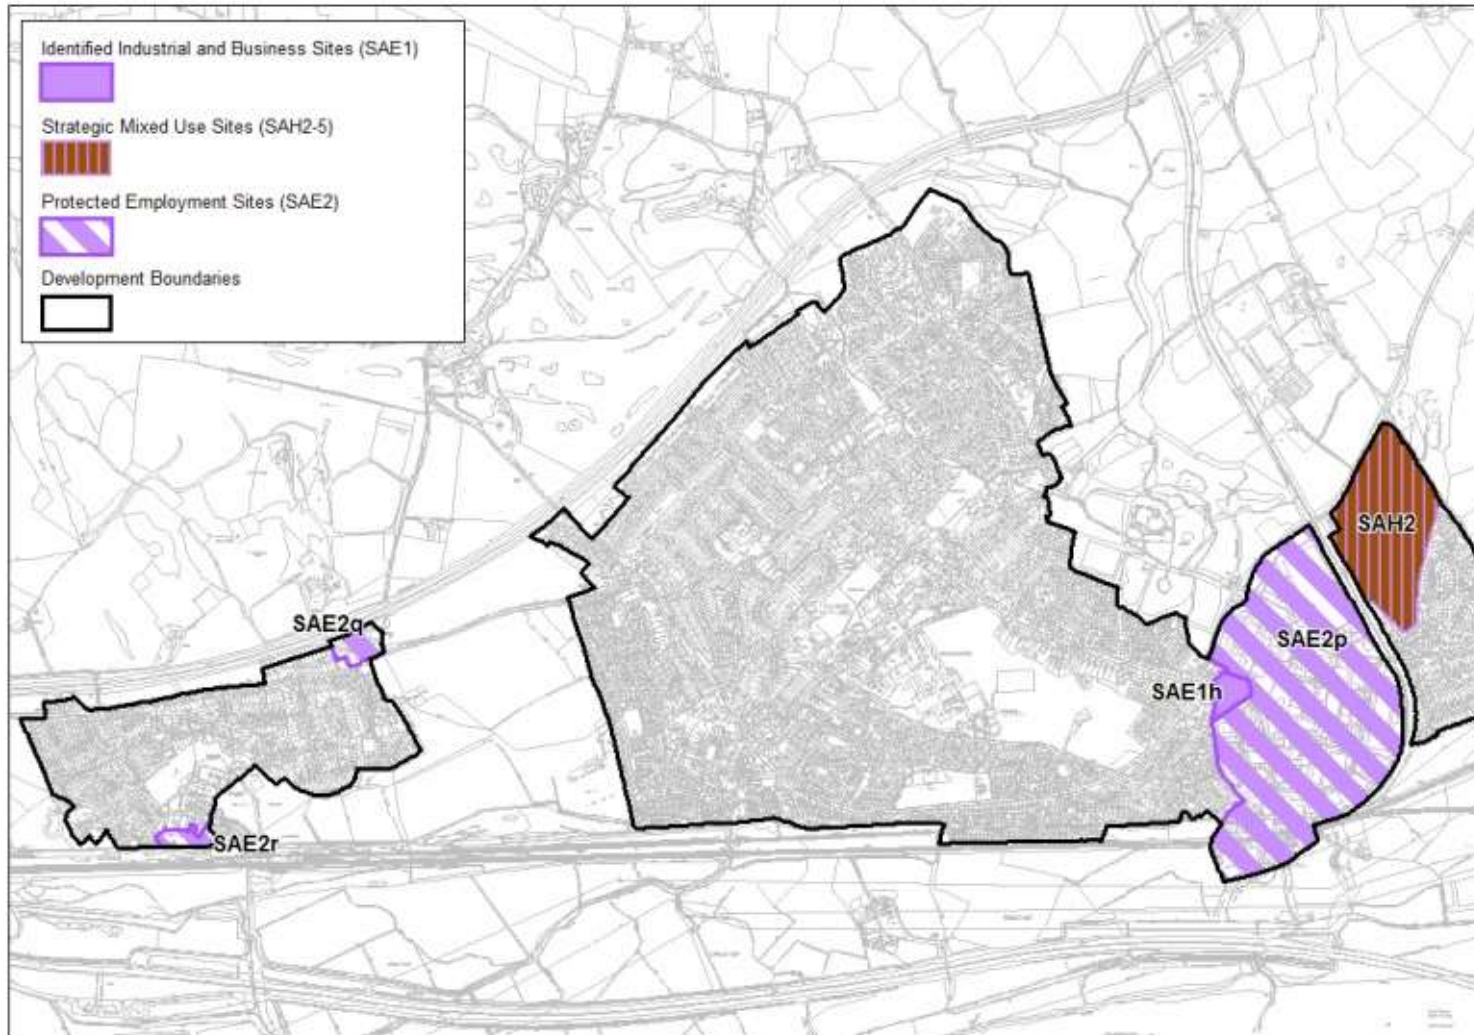 Identified Industrial and Business Sites (SAE1)
Strategic Mixed Use Sites (SAH2-5)
Protected Employment Sites (SAE2)
Development Boundaries
SAH2
SAE2q
SAE2p
SAE1h
SAE2r